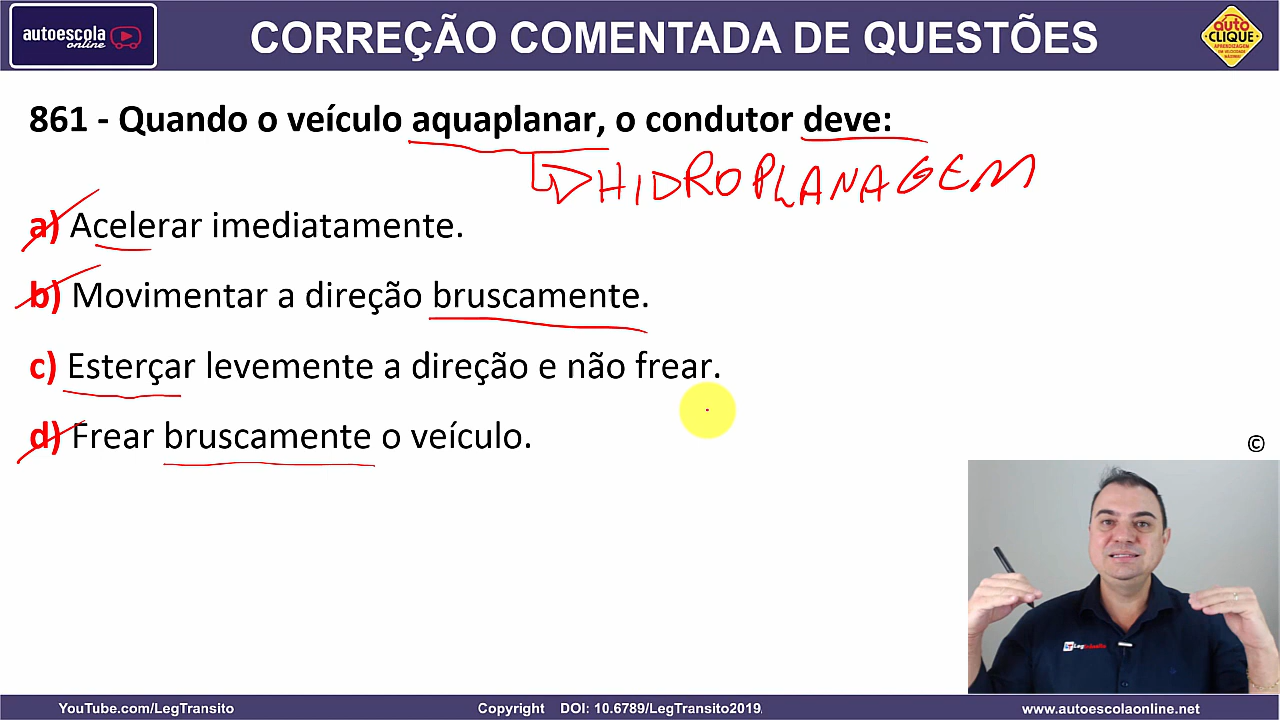 autoescola
online
CORREÇÃO COMENTADA DE QUESTÕES
auto
CLIQUE
861 - Quando o veículo aquaplanar, o condutor deve:
HIDROPLANAGEM
a) Acelerar imediatamente.
b) Movimentar a direção bruscamente.
c) Esterçar levemente a direção e não frear.
d) Frear bruscamente o veículo.
©
YouTube.com/LegTransito
Copyright DOI: 10.6789/LegTransito2019
www.autoescolaonline.net